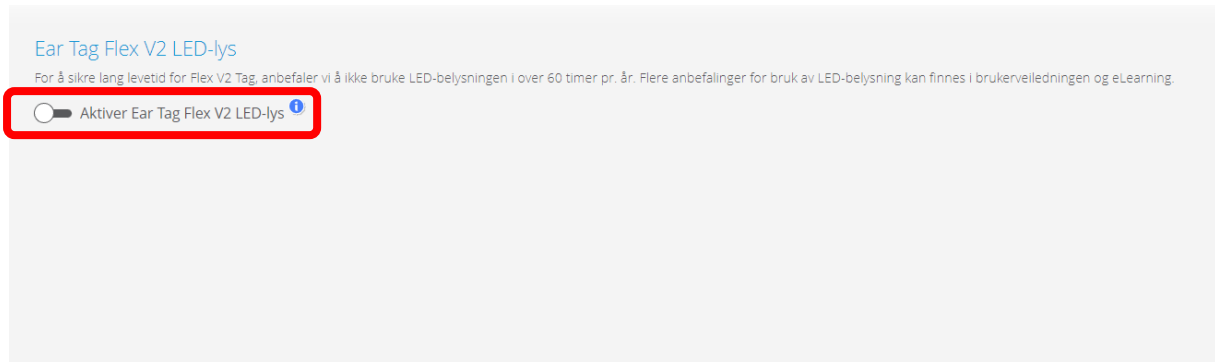 Ear Tag Flex V2 LED-lys
For å sikre lang levetid for Flex V2 Tag, anbefaler vi å ikke bruke LED-belysningen i over 60 timer pr. år. Flere anbefalinger for bruk av LED-belysning kan finnes i brukerveiledningen og eLearning.
Aktiver Ear Tag Flex V2 LED-lys i